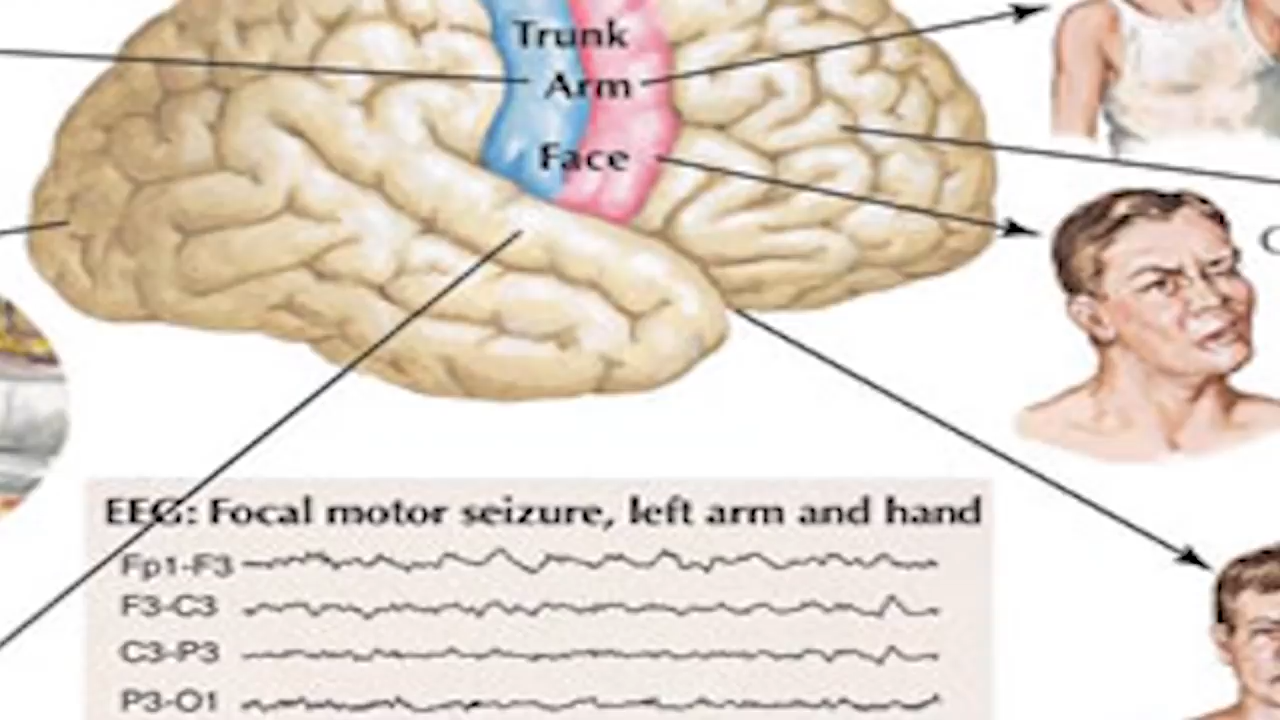 Trunk
Arm
Face
EEG: Focal motor seizure, left arm and hand
Fp1-F3
F3-C3
C3-P3
P3-O1